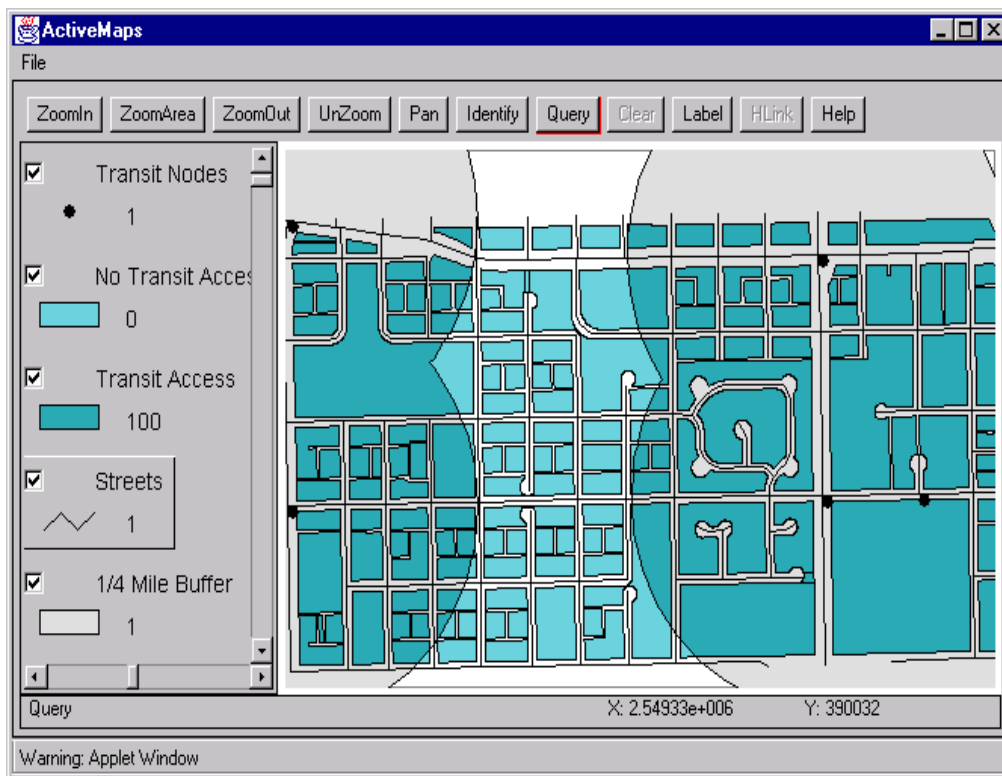 ActiveMaps
File
ZoomIn ZoomArea ZoomOut UnZoom Pan Identify Query Clear Label HLink Help
Transit Nodes
1
No Transit Acces
0
Transit Access
100
Streets
1
1/4 Mile Buffer
1
Query X: 2.54933e+006 Y: 390032
Warning: Applet Window